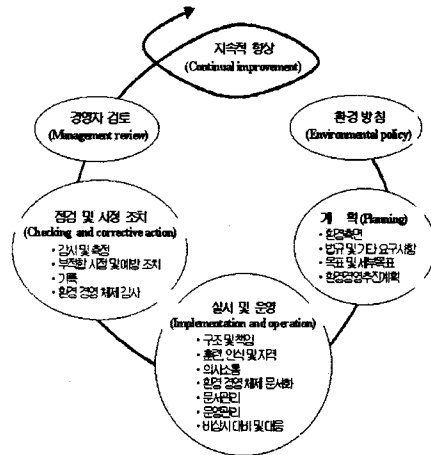 지속적 향상
(Continual improvement)
경영자 검토
(Management review)
환경 방침
(Environmental policy)
점검 및 시정 조치
(Checking and corrective action)
• 감시 및 측정
• 부적합 시정 및 예방 조치
• 기록
• 환경 경영 체제 감사
계 획 (Planning)
• 환경측면
• 법규 및 기타 요구사항
• 목표 및 세부목표
• 환경경영추진계획
실시 및 운영
(Implementation and operation)
• 구조 및 책임
• 훈련, 인식 및 자격
• 의사소통
• 환경 경영 체제 문서화
• 문서관리
• 운영관리
• 비상시 대비 및 대응